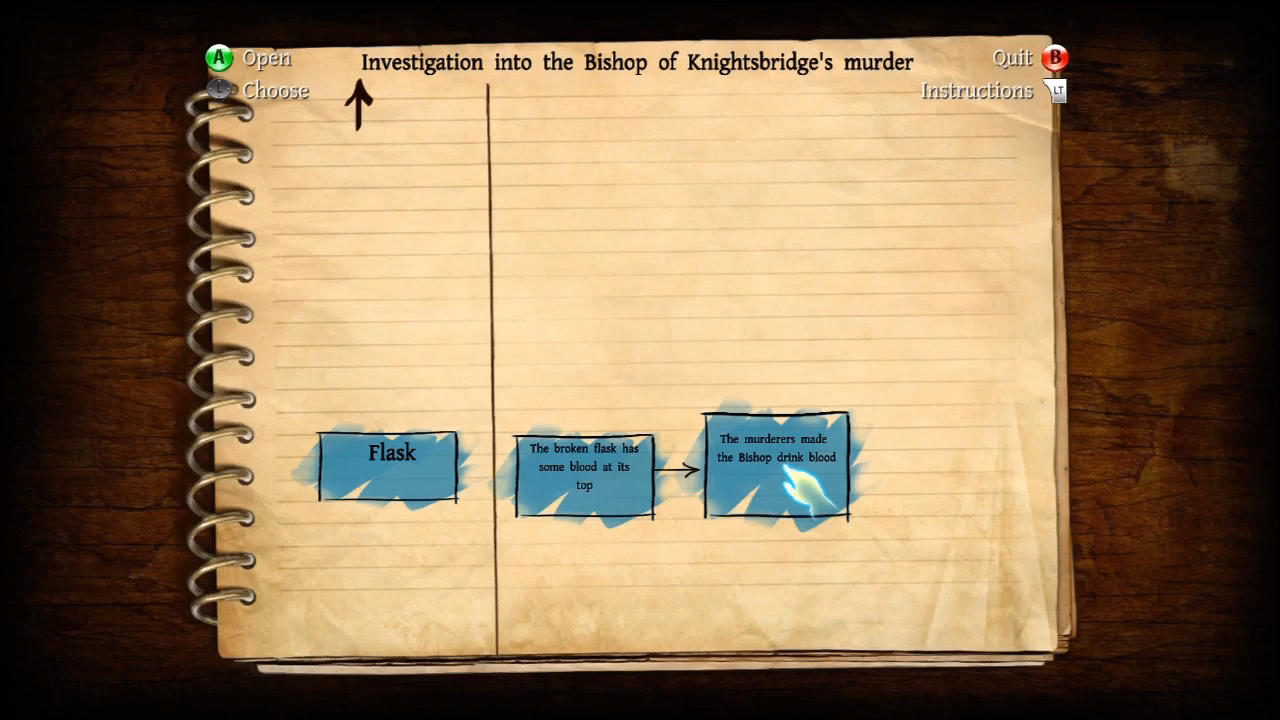 A Open
Investigation into the Bishop of Knightsbridge's murder
Quit B
L Choose
Instructions LT
Flask
The broken flask has
some blood at its
top
The murderers made
the Bishop drink blood